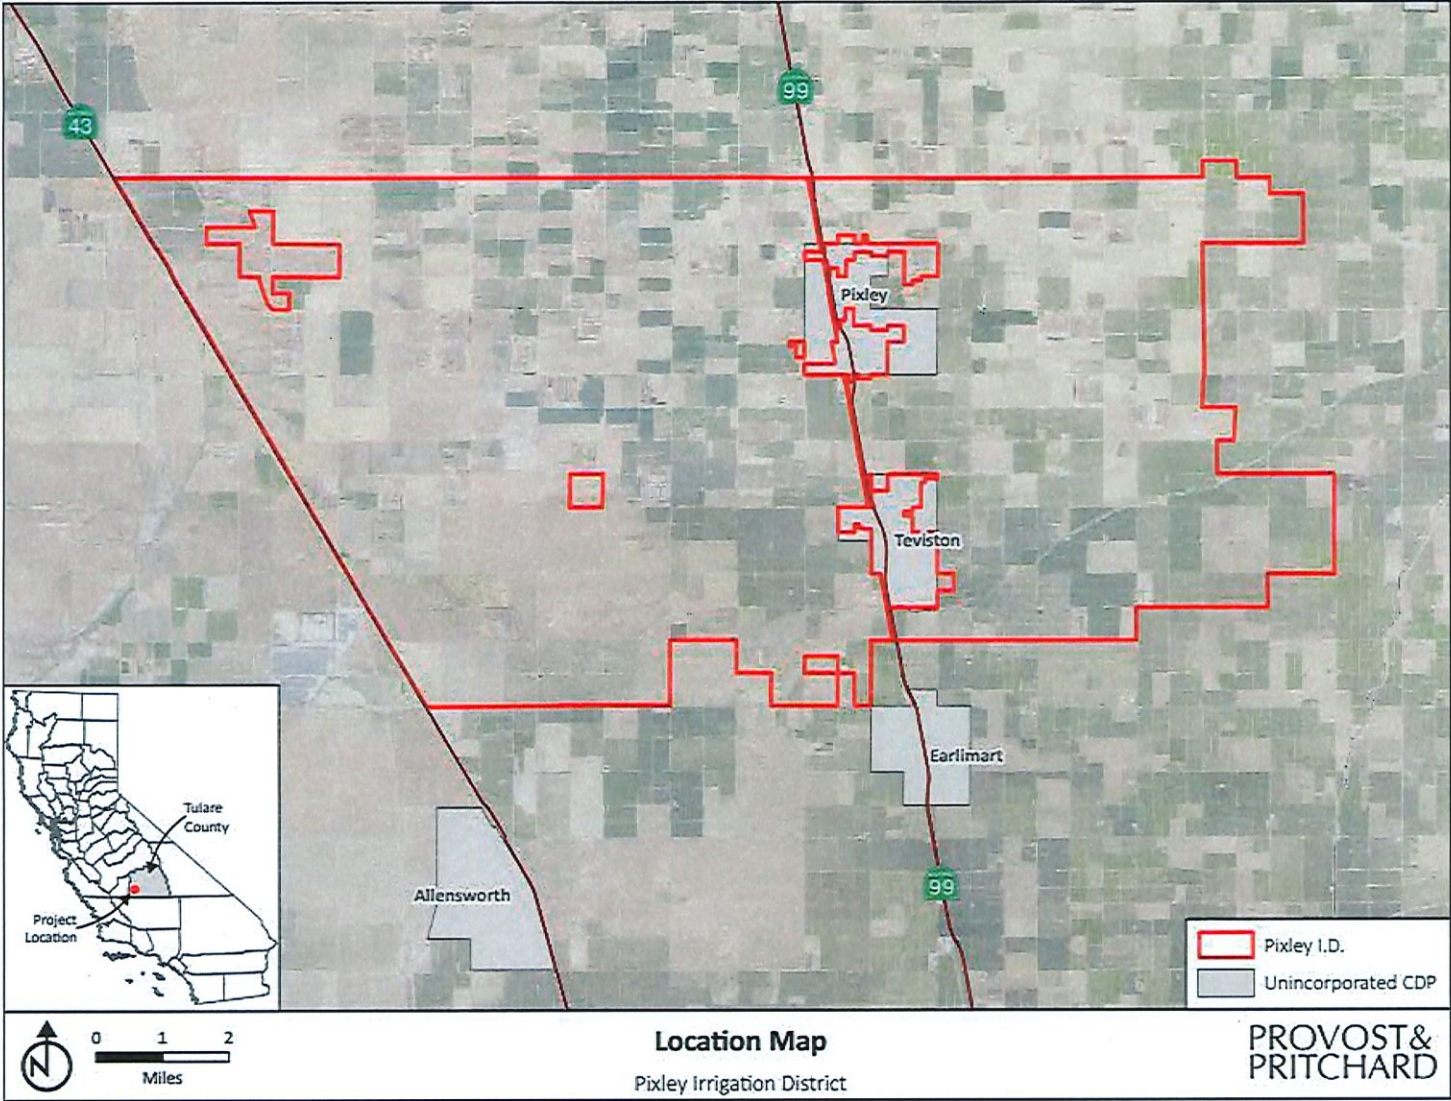 99
43
Pixley
Teviston
Earlimart
Tulare
County
99
Allensworth
Project
Location
Pixley I.D.
Unincorporated CDP
N
0 1 2
Miles
Location Map
Pixley Irrigation District
PROVOST&
PRITCHARD